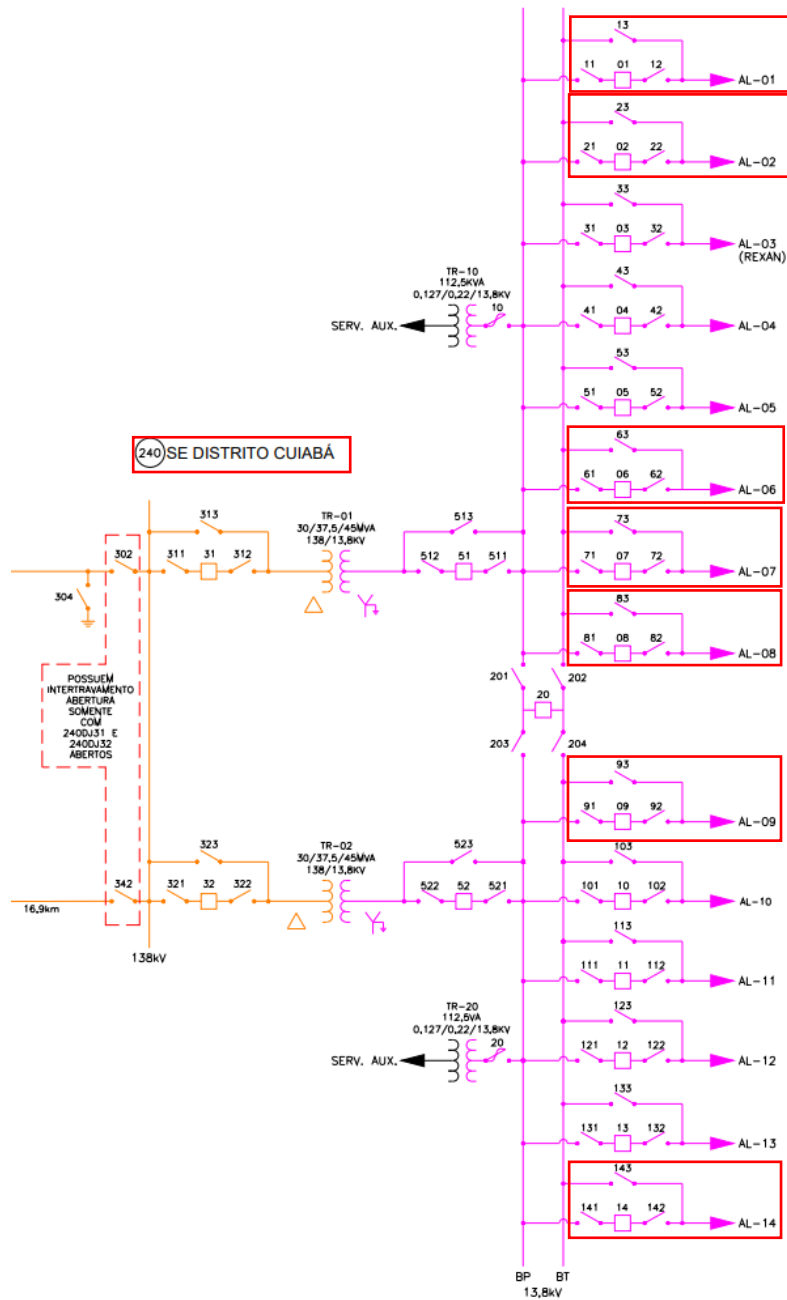 13
11 01 12
AL-01
23
21 02 22
AL-02
33
31 03 32
AL-03
(REXAN)
TR-10
112,5KVA
0,127/0,22/13,8KV
10
SERV. AUX.
43
41 04 42
AL-04
53
51 05 52
AL-05
240 SE DISTRITO CUIABÁ
63
61 06 62
AL-06
313
302 311 31 312
304
TR-01
30/37,5/45MVA
138/13,8KV
513
512 51 511
73
71 07 72
AL-07
83
81 08 82
AL-08
POSSUEM
INTERTRAVAMENTO
ABERTURA
SOMENTE
COM
240DJ31 E
240DJ32
ABERTOS
201 202
20
203 204
93
91 09 92
AL-09
323
342 321 32 322
16,9km
138kV
TR-02
30/37,5/45MVA
138/13,8KV
523
522 52 521
103
101 10 102
AL-10
113
111 11 112
AL-11
TR-20
112,5VA
0,127/0,22/13,8KV
20
SERV. AUX.
123
121 12 122
AL-12
133
131 13 132
AL-13
143
141 14 142
AL-14
BP BT
13,8kV